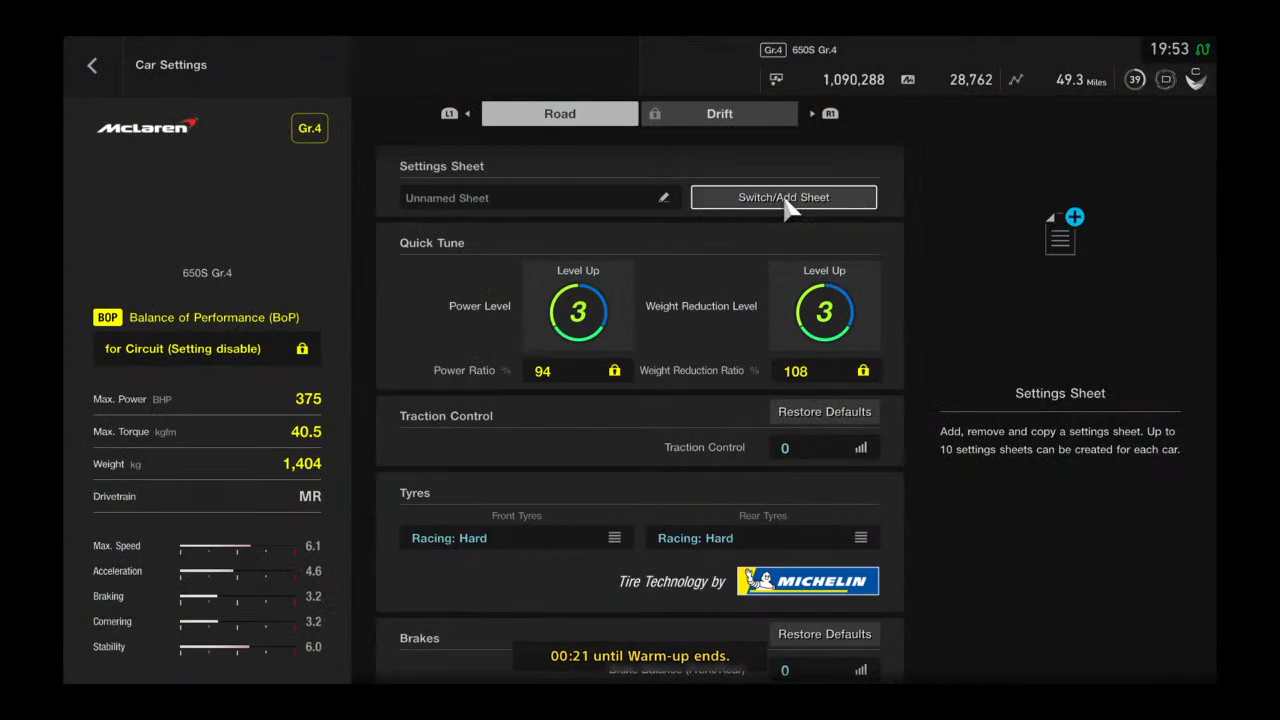 Car Settings
Gr.4 650S Gr.4
19:53
1,090,288 28,762 49.3 Miles 39 C
McLaren
Gr.4
650S Gr.4
BOP Balance of Performance (BoP)
for Circuit (Setting disable)
Max. Power BHP 375
Max. Torque kgfm 40.5
Weight kg 1,404
Drivetrain MR
Max. Speed 6.1
Acceleration 4.6
Braking 3.2
Cornering 3.2
Stability 6.0
L1 Road Drift R1
Settings Sheet
Unnamed Sheet Switch/Add Sheet
Quick Tune
Level Up Level Up
Power Level 3 Weight Reduction Level 3
Power Ratio % 94 Weight Reduction Ratio % 108
Traction Control Restore Defaults
Traction Control 0
Tyres
Front Tyres Rear Tyres
Racing: Hard Racing: Hard
Tire Technology by MICHELIN
Brakes Restore Defaults
00:21 until Warm-up ends.
0
Settings Sheet
Add, remove and copy a settings sheet. Up to
10 settings sheets can be created for each car.